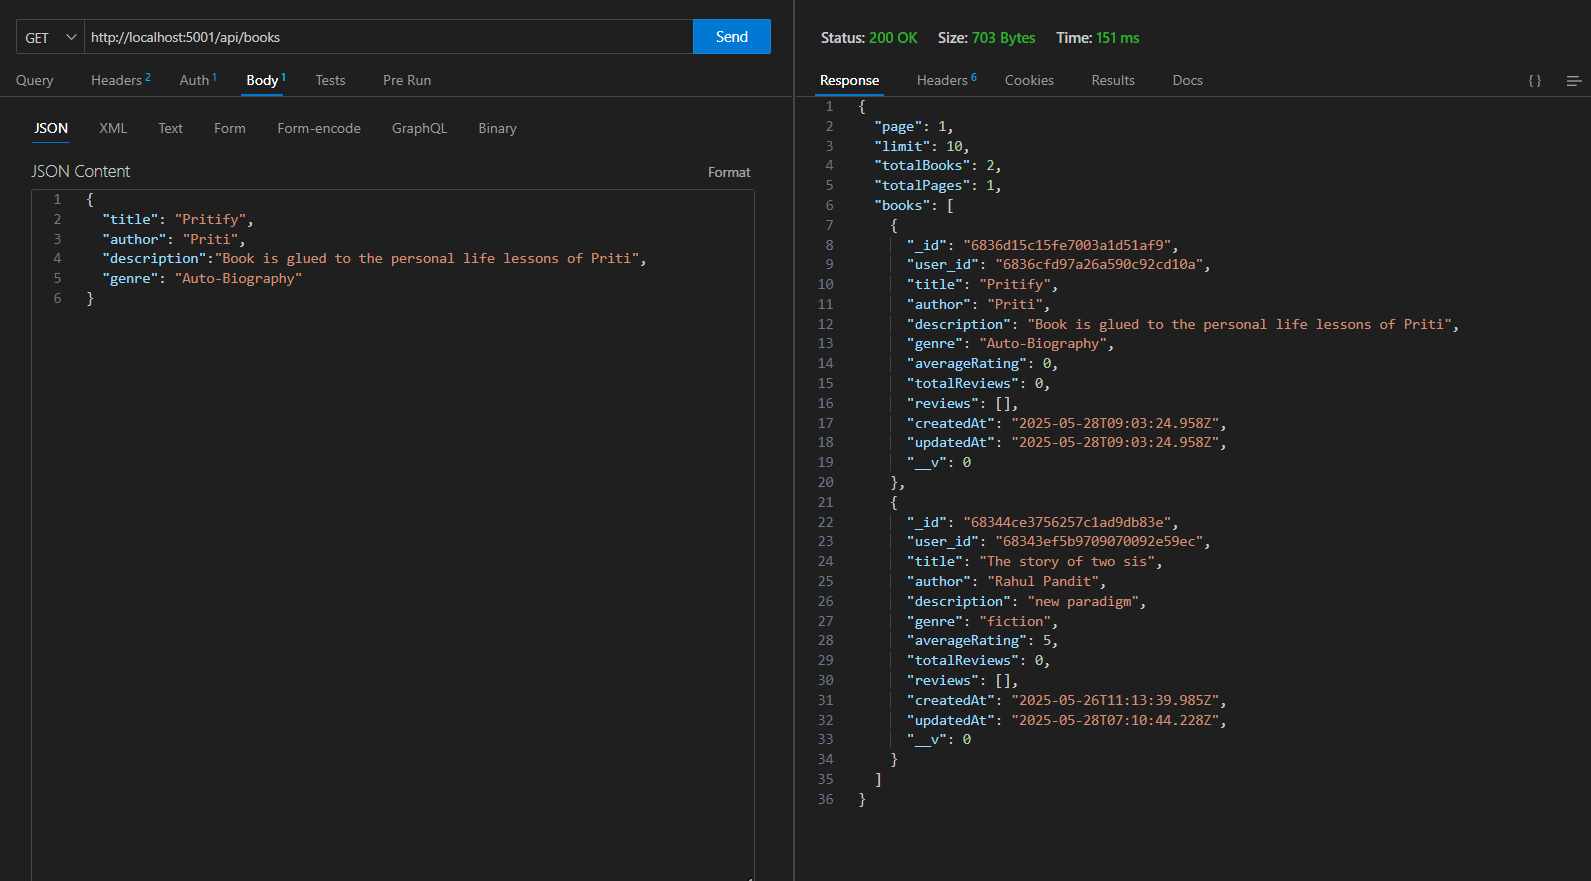 GET http://localhost:5001/api/books Send
Query Headers 2 Auth 1 Body 1 Tests Pre Run
JSON XML Text Form Form-encode GraphQL Binary
JSON Content Format
1 {
2 "title": "Pritify",
3 "author": "Priti",
4 "description":"Book is glued to the personal life lessons of Priti",
5 "genre": "Auto-Biography"
6 }
Status: 200 OK Size: 703 Bytes Time: 151 ms
Response Headers 6 Cookies Results Docs { }
1 {
2 "page": 1,
3 "limit": 10,
4 "totalBooks": 2,
5 "totalPages": 1,
6 "books": [
7 {
8 "_id": "6836d15c15fe7003a1d51af9",
9 "user_id": "6836cfd97a26a590c92cd10a",
10 "title": "Pritify",
11 "author": "Priti",
12 "description": "Book is glued to the personal life lessons of Priti",
13 "genre": "Auto-Biography",
14 "averageRating": 0,
15 "totalReviews": 0,
16 "reviews": [],
17 "createdAt": "2025-05-28T09:03:24.958Z",
18 "updatedAt": "2025-05-28T09:03:24.958Z",
19 "__v": 0
20 },
21 {
22 "_id": "68344ce3756257c1ad9db83e",
23 "user_id": "68343ef5b9709070092e59ec",
24 "title": "The story of two sis",
25 "author": "Rahul Pandit",
26 "description": "new paradigm",
27 "genre": "fiction",
28 "averageRating": 5,
29 "totalReviews": 0,
30 "reviews": [],
31 "createdAt": "2025-05-26T11:13:39.985Z",
32 "updatedAt": "2025-05-28T07:10:44.228Z",
33 "__v": 0
34 }
35 ]
36 }